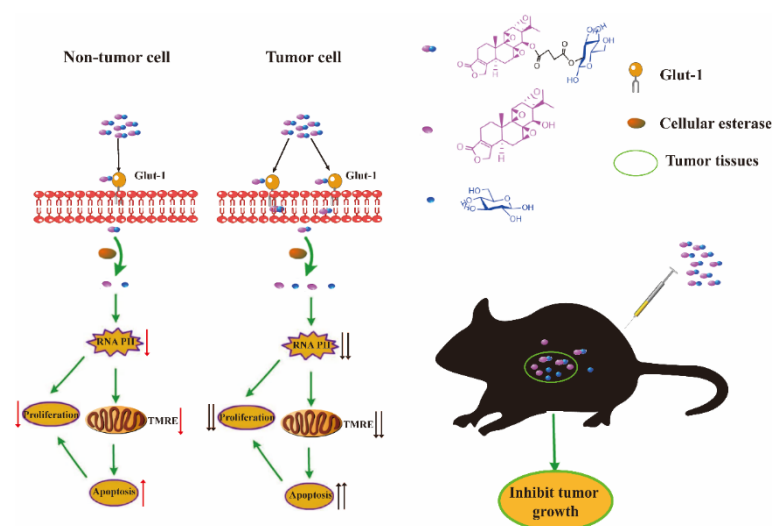 Non-tumor cell
Glut-1
RNA PII
Proliferation
TMRE
Apoptosis
Tumor cell
Glut-1
RNA PII
Proliferation
TMRE
Apoptosis
Glut-1
Cellular esterase
Tumor tissues
Inhibit tumor
growth